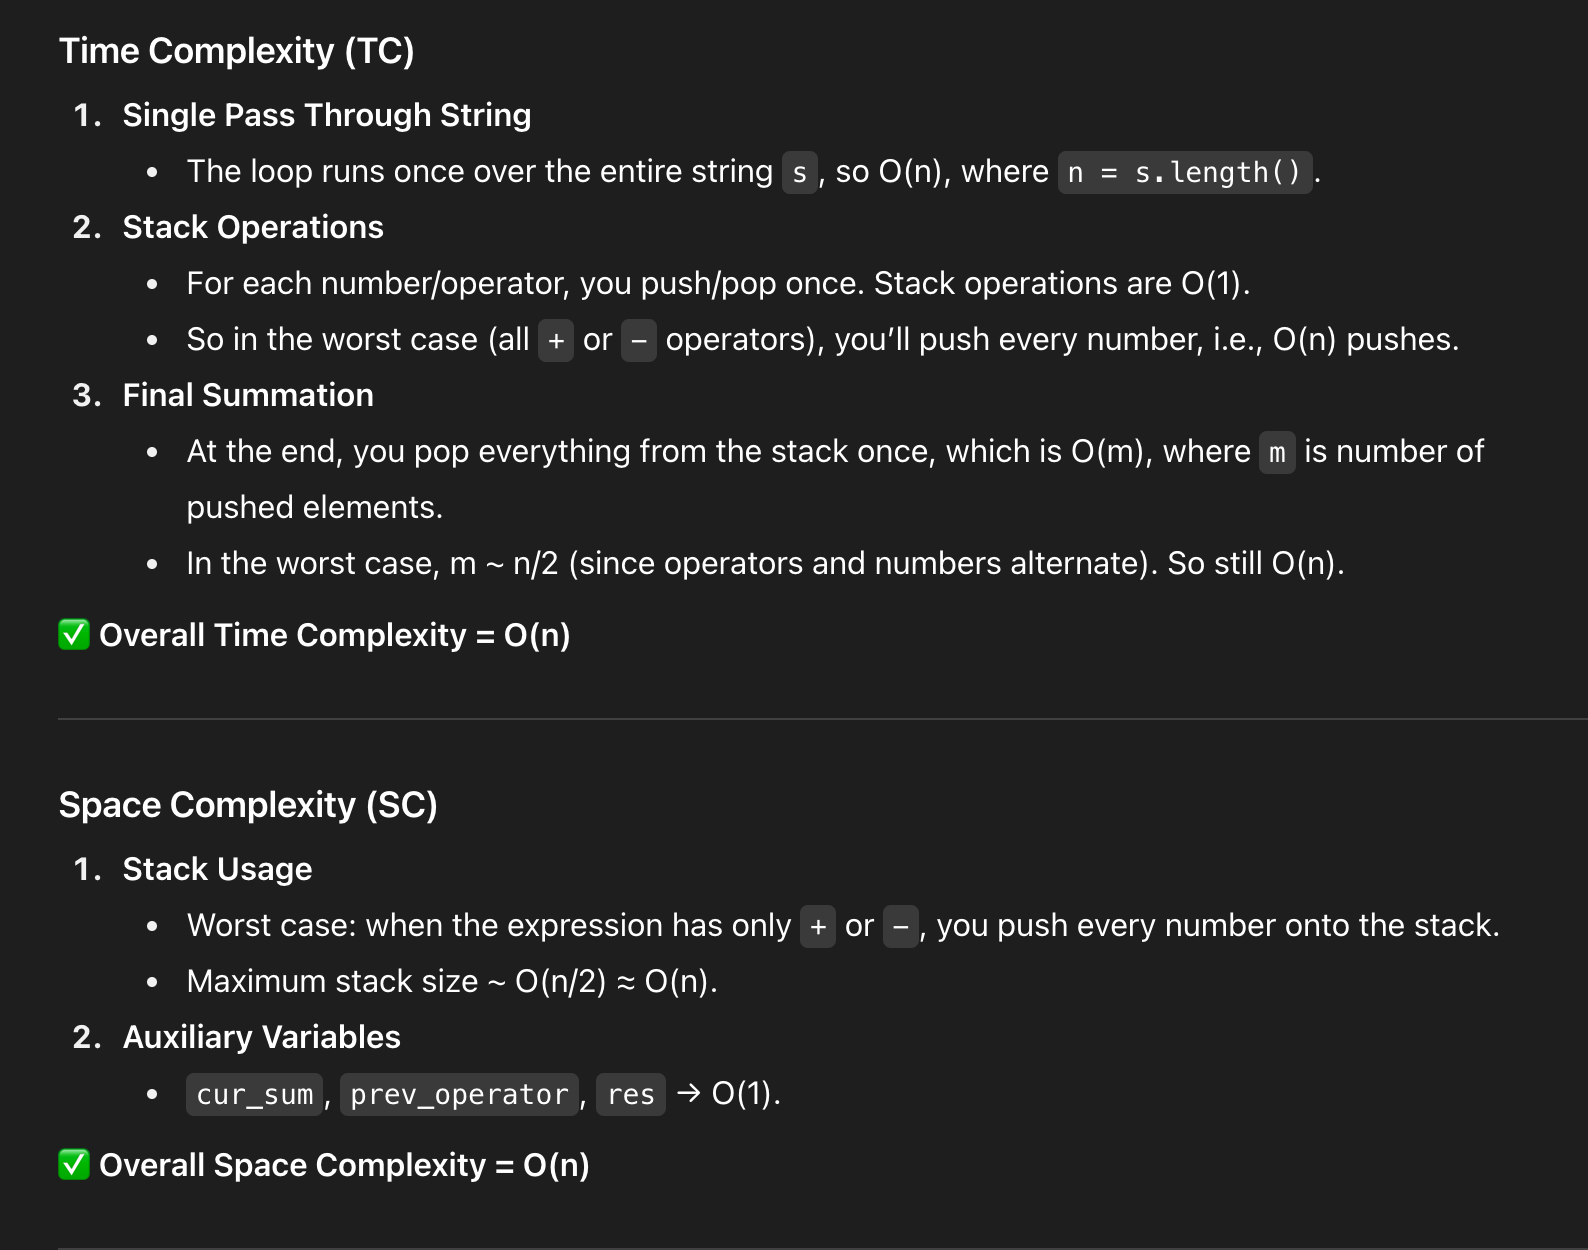 Time Complexity (TC)
1. Single Pass Through String
• The loop runs once over the entire string s, so O(n), where n = s.length().
2. Stack Operations
• For each number/operator, you push/pop once. Stack operations are O(1).
• So in the worst case (all + or - operators), you’ll push every number, i.e., O(n) pushes.
3. Final Summation
• At the end, you pop everything from the stack once, which is O(m), where m is number of
pushed elements.
• In the worst case, m ~ n/2 (since operators and numbers alternate). So still O(n).
✅ Overall Time Complexity = O(n)
Space Complexity (SC)
1. Stack Usage
• Worst case: when the expression has only + or -, you push every number onto the stack.
• Maximum stack size ~ O(n/2) ≈ O(n).
2. Auxiliary Variables
• cur_sum, prev_operator, res → O(1).
✅ Overall Space Complexity = O(n)